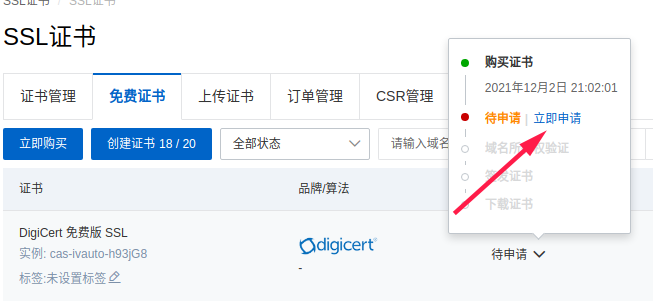 SSL证书 / SSL证书
SSL证书
证书管理 免费证书 上传证书 订单管理 CSR管理
立即购买 创建证书 18 / 20 全部状态 请输入域名
证书 品牌/算法
DigiCert 免费版 SSL
实例: cas-ivauto-h93jG8
标签:未设置标签
digicert®
-
待申请
购买证书
2021年12月2日 21:02:01
待申请 | 立即申请
域名所有权验证
签发证书
下载证书